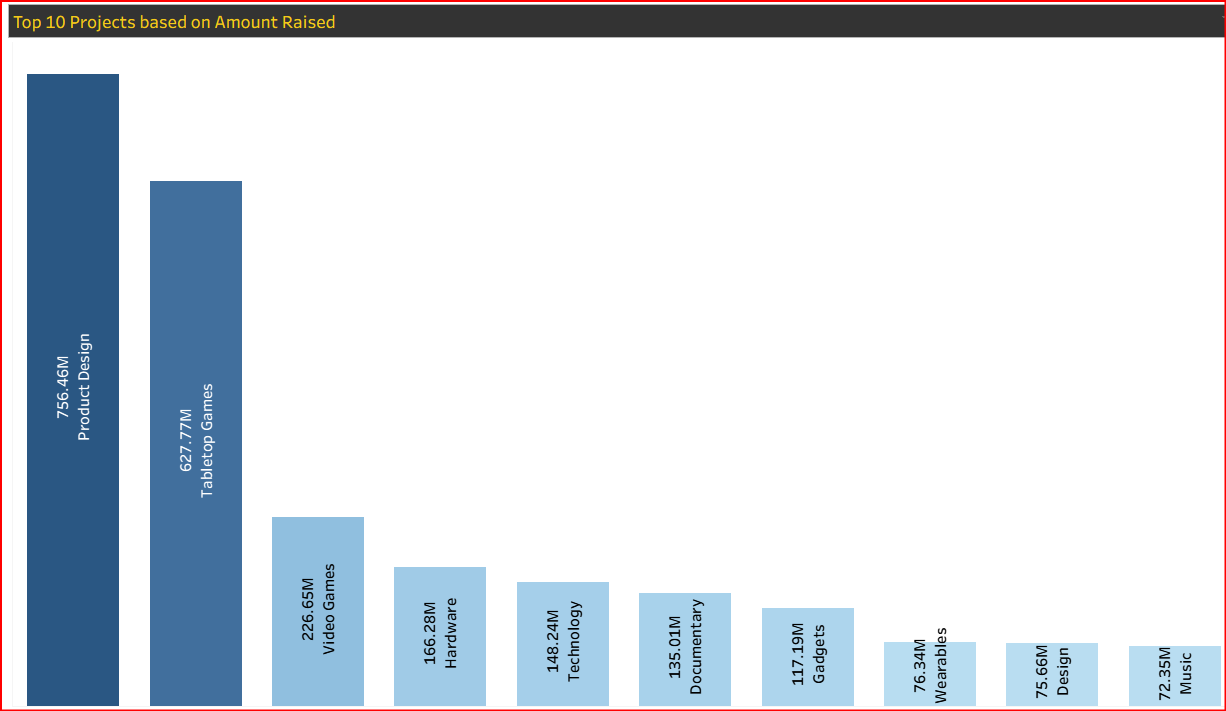 Top 10 Projects based on Amount Raised
756.46M
Product Design
627.77M
Tabletop Games
226.65M
Video Games
166.28M
Hardware
148.24M
Technology
135.01M
Documentary
117.19M
Gadgets
76.34M
Wearables
75.66M
Design
72.35M
Music